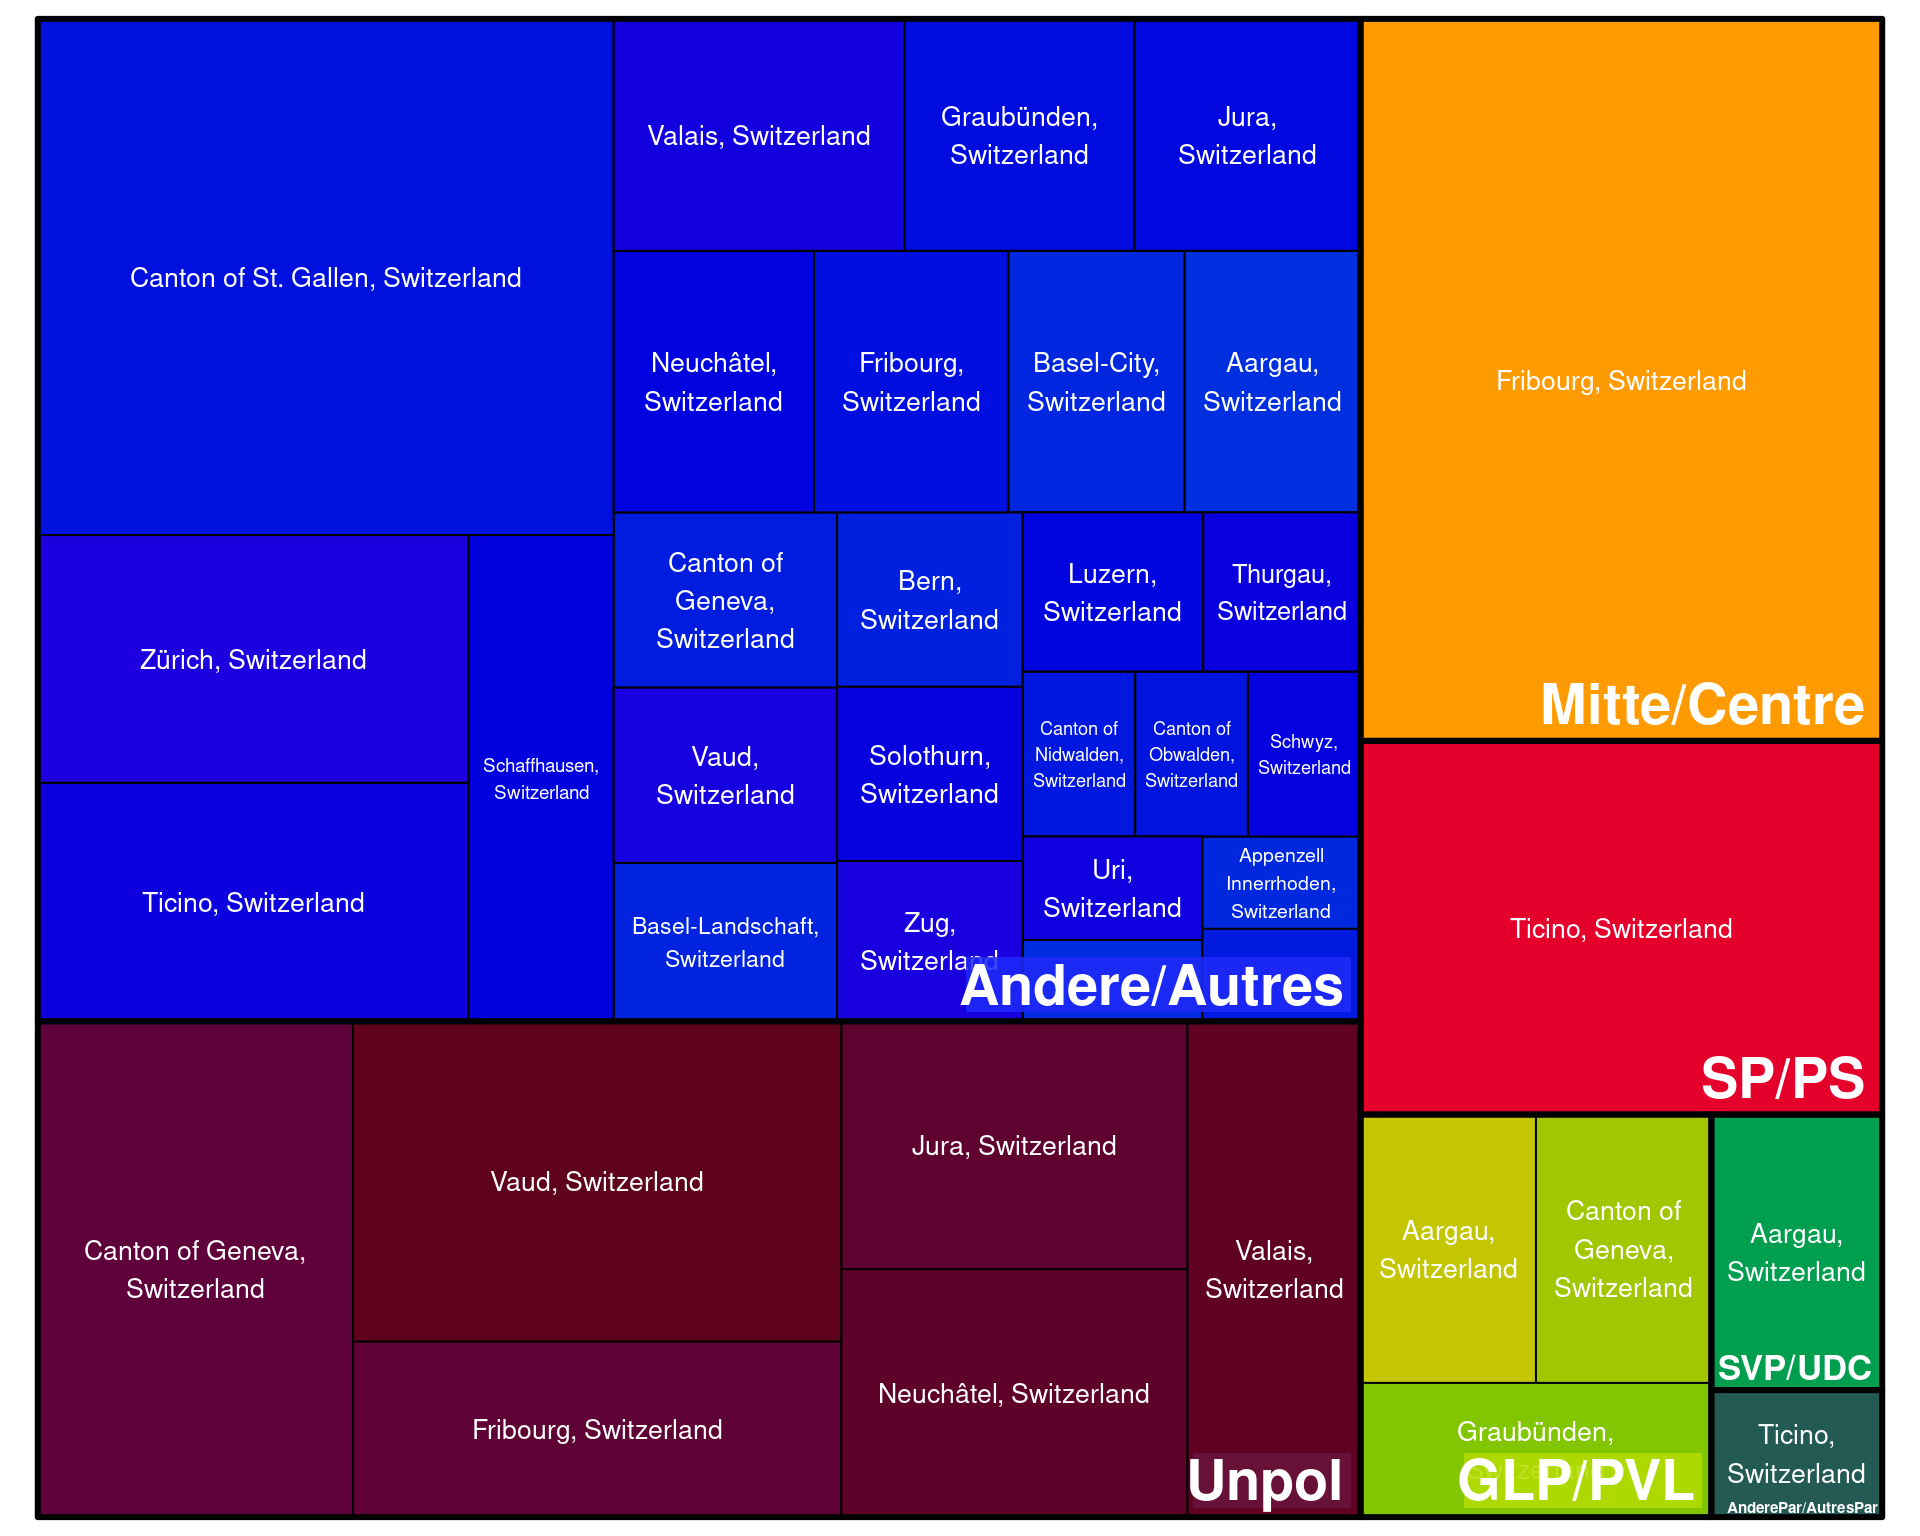 Canton of St. Gallen, Switzerland
Valais, Switzerland
Graubünden,
Switzerland
Jura,
Switzerland
Neuchâtel,
Switzerland
Fribourg,
Switzerland
Basel-City,
Switzerland
Aargau,
Switzerland
Zürich, Switzerland
Ticino, Switzerland
Schaffhausen,
Switzerland
Canton of
Geneva,
Switzerland
Bern,
Switzerland
Luzern,
Switzerland
Thurgau,
Switzerland
Vaud,
Switzerland
Solothurn,
Switzerland
Canton of
Nidwalden,
Switzerland
Canton of
Obwalden,
Switzerland
Schwyz,
Switzerland
Basel-Landschaft,
Switzerland
Zug,
Switzerland
Uri,
Switzerland
Appenzell
Innerrhoden,
Switzerland
Andere/Autres
Canton of Geneva,
Switzerland
Vaud, Switzerland
Fribourg, Switzerland
Jura, Switzerland
Neuchâtel, Switzerland
Valais,
Switzerland
Unpol
Fribourg, Switzerland
Mitte/Centre
Ticino, Switzerland
SP/PS
Aargau,
Switzerland
Canton of
Geneva,
Switzerland
Graubünden,
GLP/PVL
Aargau,
Switzerland
SVP/UDC
Ticino,
Switzerland
AnderePar/AutresPar